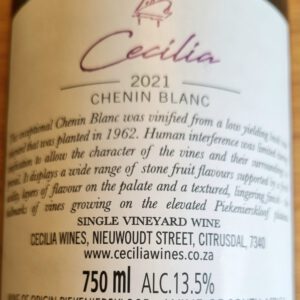 Cecilia
2021
CHENIN BLANC
exceptional Chenin Blanc was vinified from a low yielding
that was planted in 1962. Human interference was limited
to allow the character of the vines and their surrounding
It displays a wide range of stone fruit flavours supported by a
layers of flavour on the palate and a textured, lingering
of vines growing on the elevated Piekenierskloof
SINGLE VINEYARD WINE
CECILIA WINES, NIEUWOUDT STREET, CITRUSDAL, 7340
www.ceciliawines.co.za
750 ml ALC.13.5%